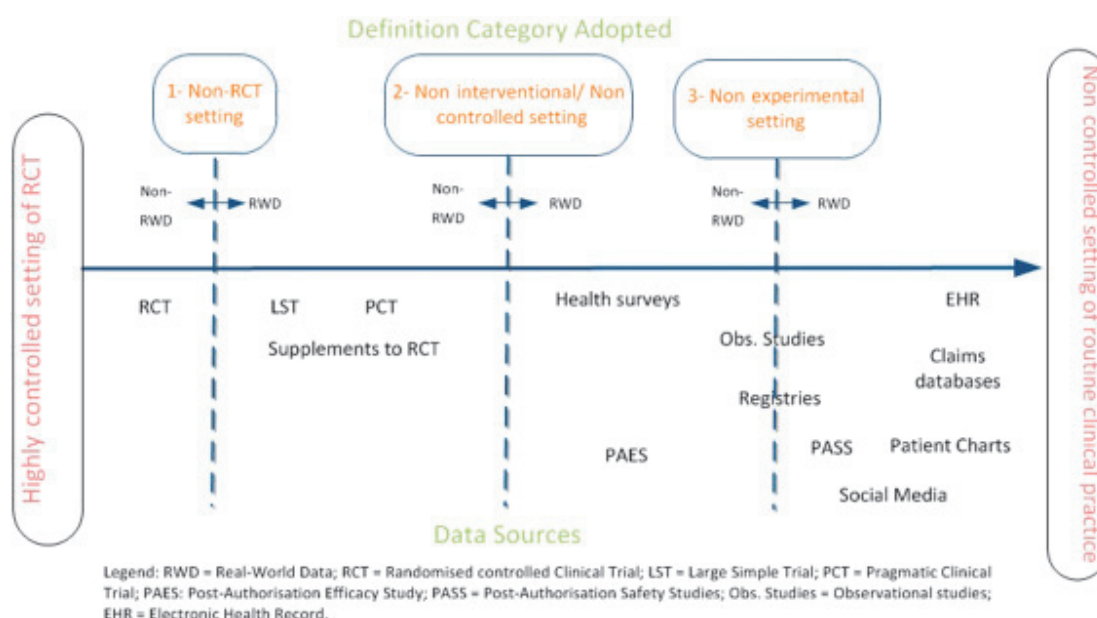 Definition Category Adopted
1- Non-RCT
setting
2- Non interventional/ Non
controlled setting
3- Non experimental
setting
Highly controlled setting of RCT
Non controlled setting of routine clinical practice
Non-
RWD
RWD
Non-
RWD
RWD
Non-
RWD
RWD
RCT
LST
PCT
Supplements to RCT
Health surveys
EHR
Obs. Studies
Claims
databases
Registries
PAES
PASS
Patient Charts
Social Media
Data Sources
Legend: RWD = Real-World Data; RCT = Randomised controlled Clinical Trial; LST = Large Simple Trial; PCT = Pragmatic Clinical
Trial; PAES: Post-Authorisation Efficacy Study; PASS = Post-Authorisation Safety Studies; Obs. Studies = Observational studies;
EHR = Electronic Health Record.